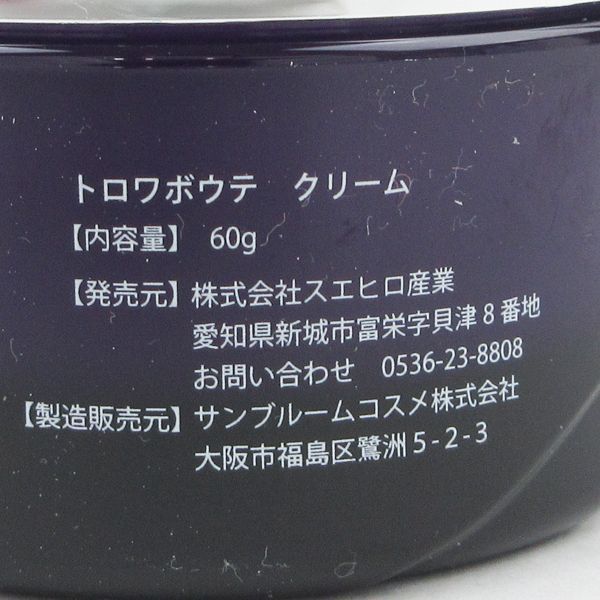 トロワボウテ　クリーム
【内容量】　60g
【発売元】株式会社スエヒロ産業
愛知県新城市富栄字貝津8番地
お問い合わせ　0536-23-8808
【製造販売元】サンブルームコスメ株式会社
大阪市福島区鷺洲5-2-3